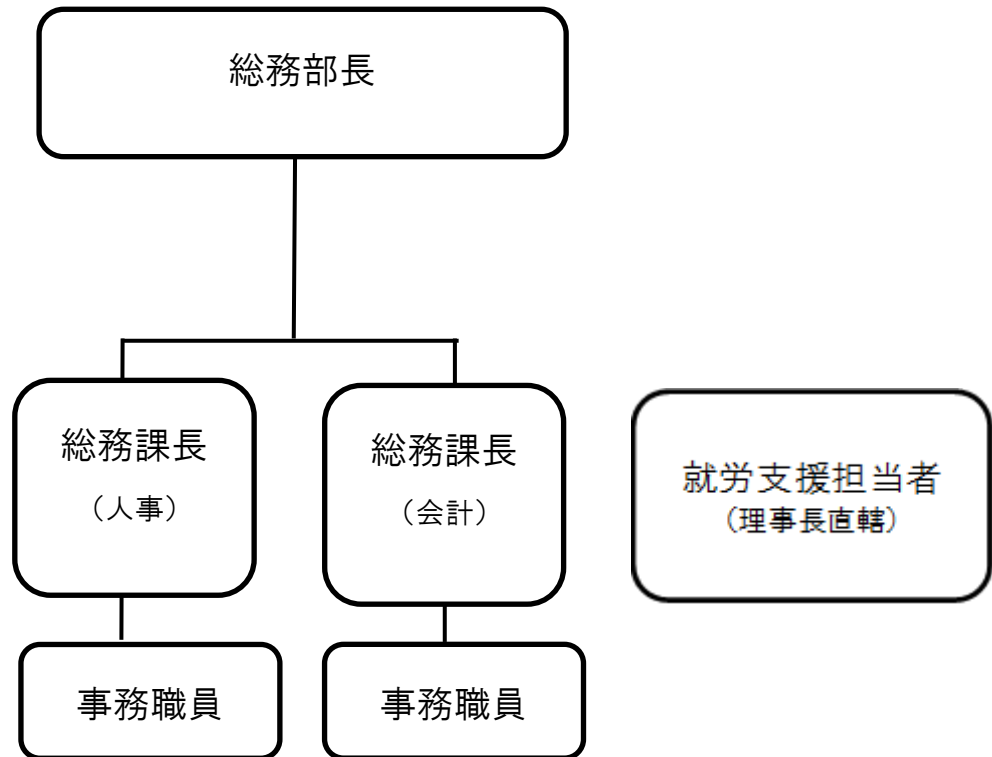 総務部長
総務課長
（人事）
総務課長
（会計）
就労支援担当者
（理事長直轄）
事務職員
事務職員